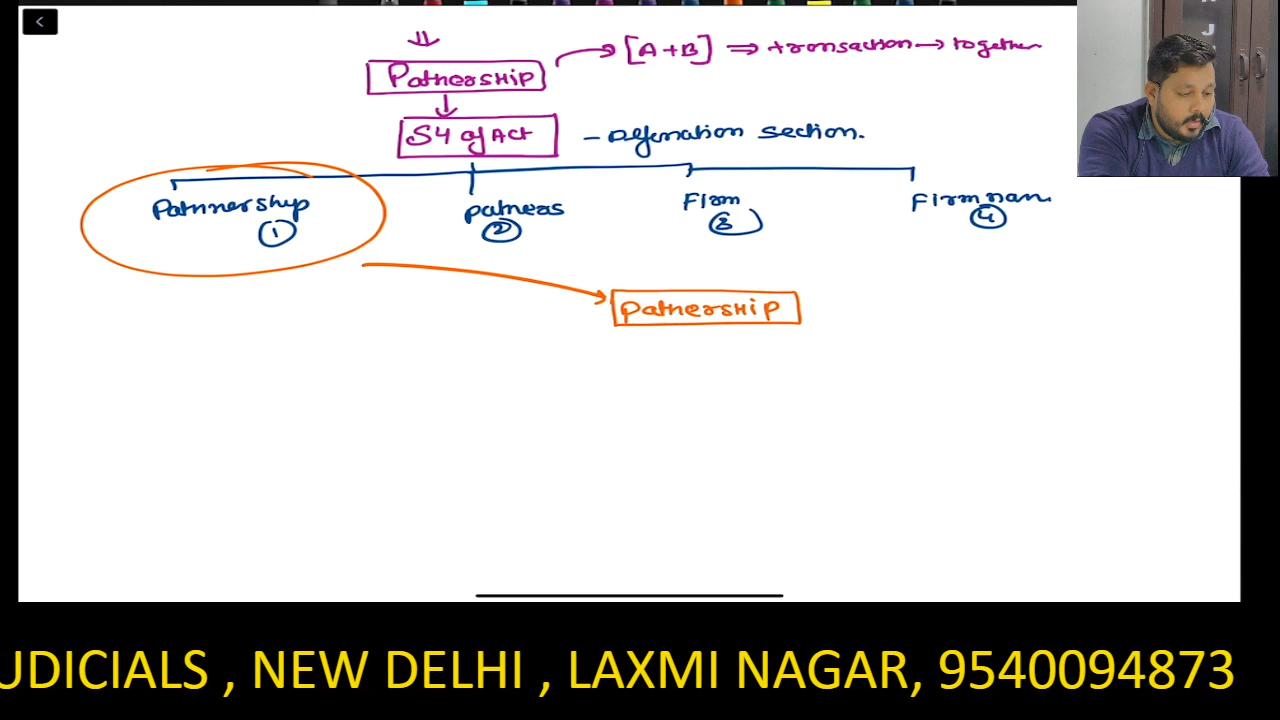 Patnership → [A+B] ⇒ transaction → together
S4 of Act - Defenation section.
Patnnership patners Firm Firm nam.
① ② ③ ④
patnership
UDICIALS , NEW DELHI , LAXMI NAGAR, 9540094873